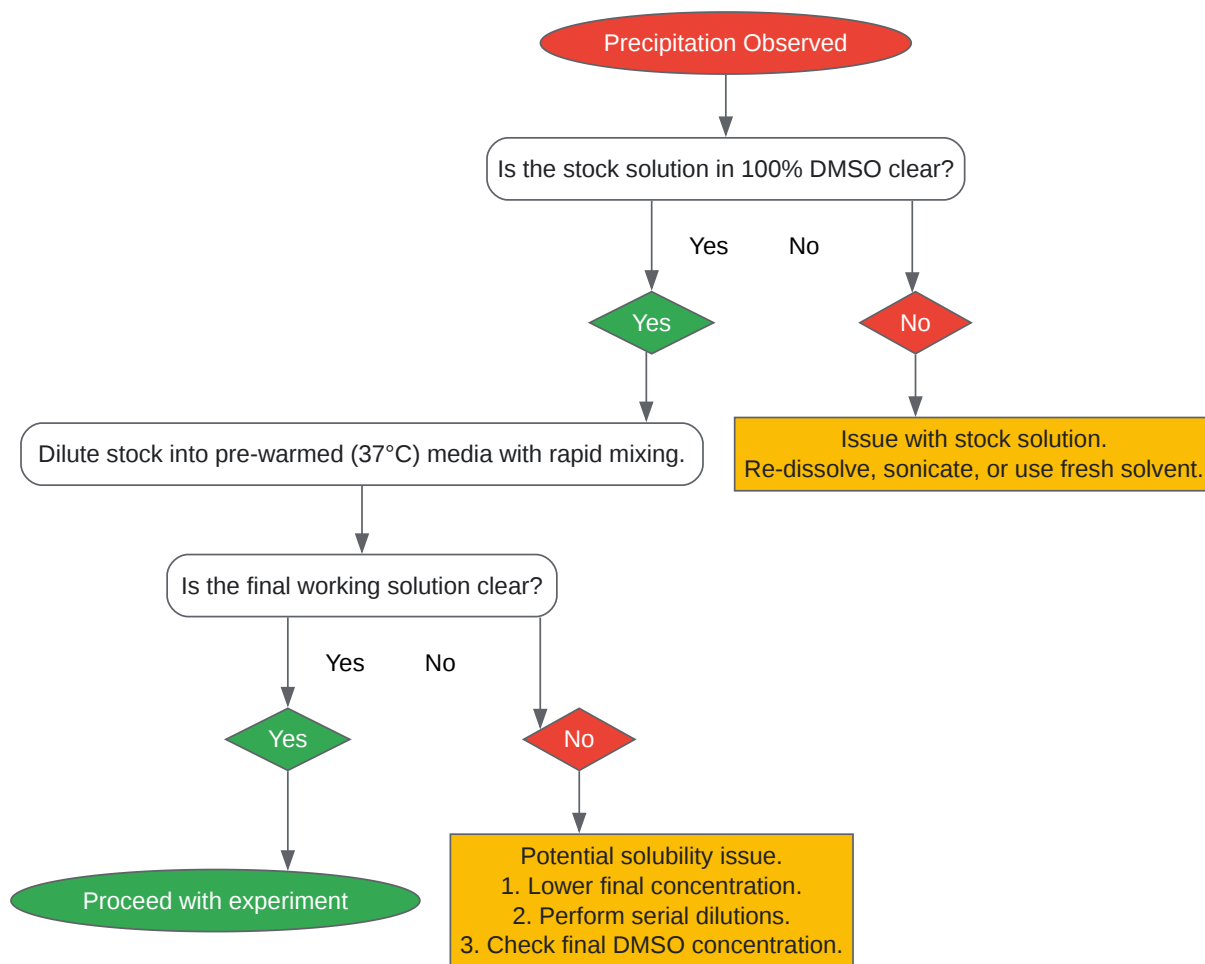 Precipitation Observed
Is the stock solution in 100% DMSO clear?
Yes
No
Yes
No
Dilute stock into pre-warmed (37°C) media with rapid mixing.
Issue with stock solution.
Re-dissolve, sonicate, or use fresh solvent.
Is the final working solution clear?
Yes
No
Yes
No
Proceed with experiment
Potential solubility issue.
1. Lower final concentration.
2. Perform serial dilutions.
3. Check final DMSO concentration.